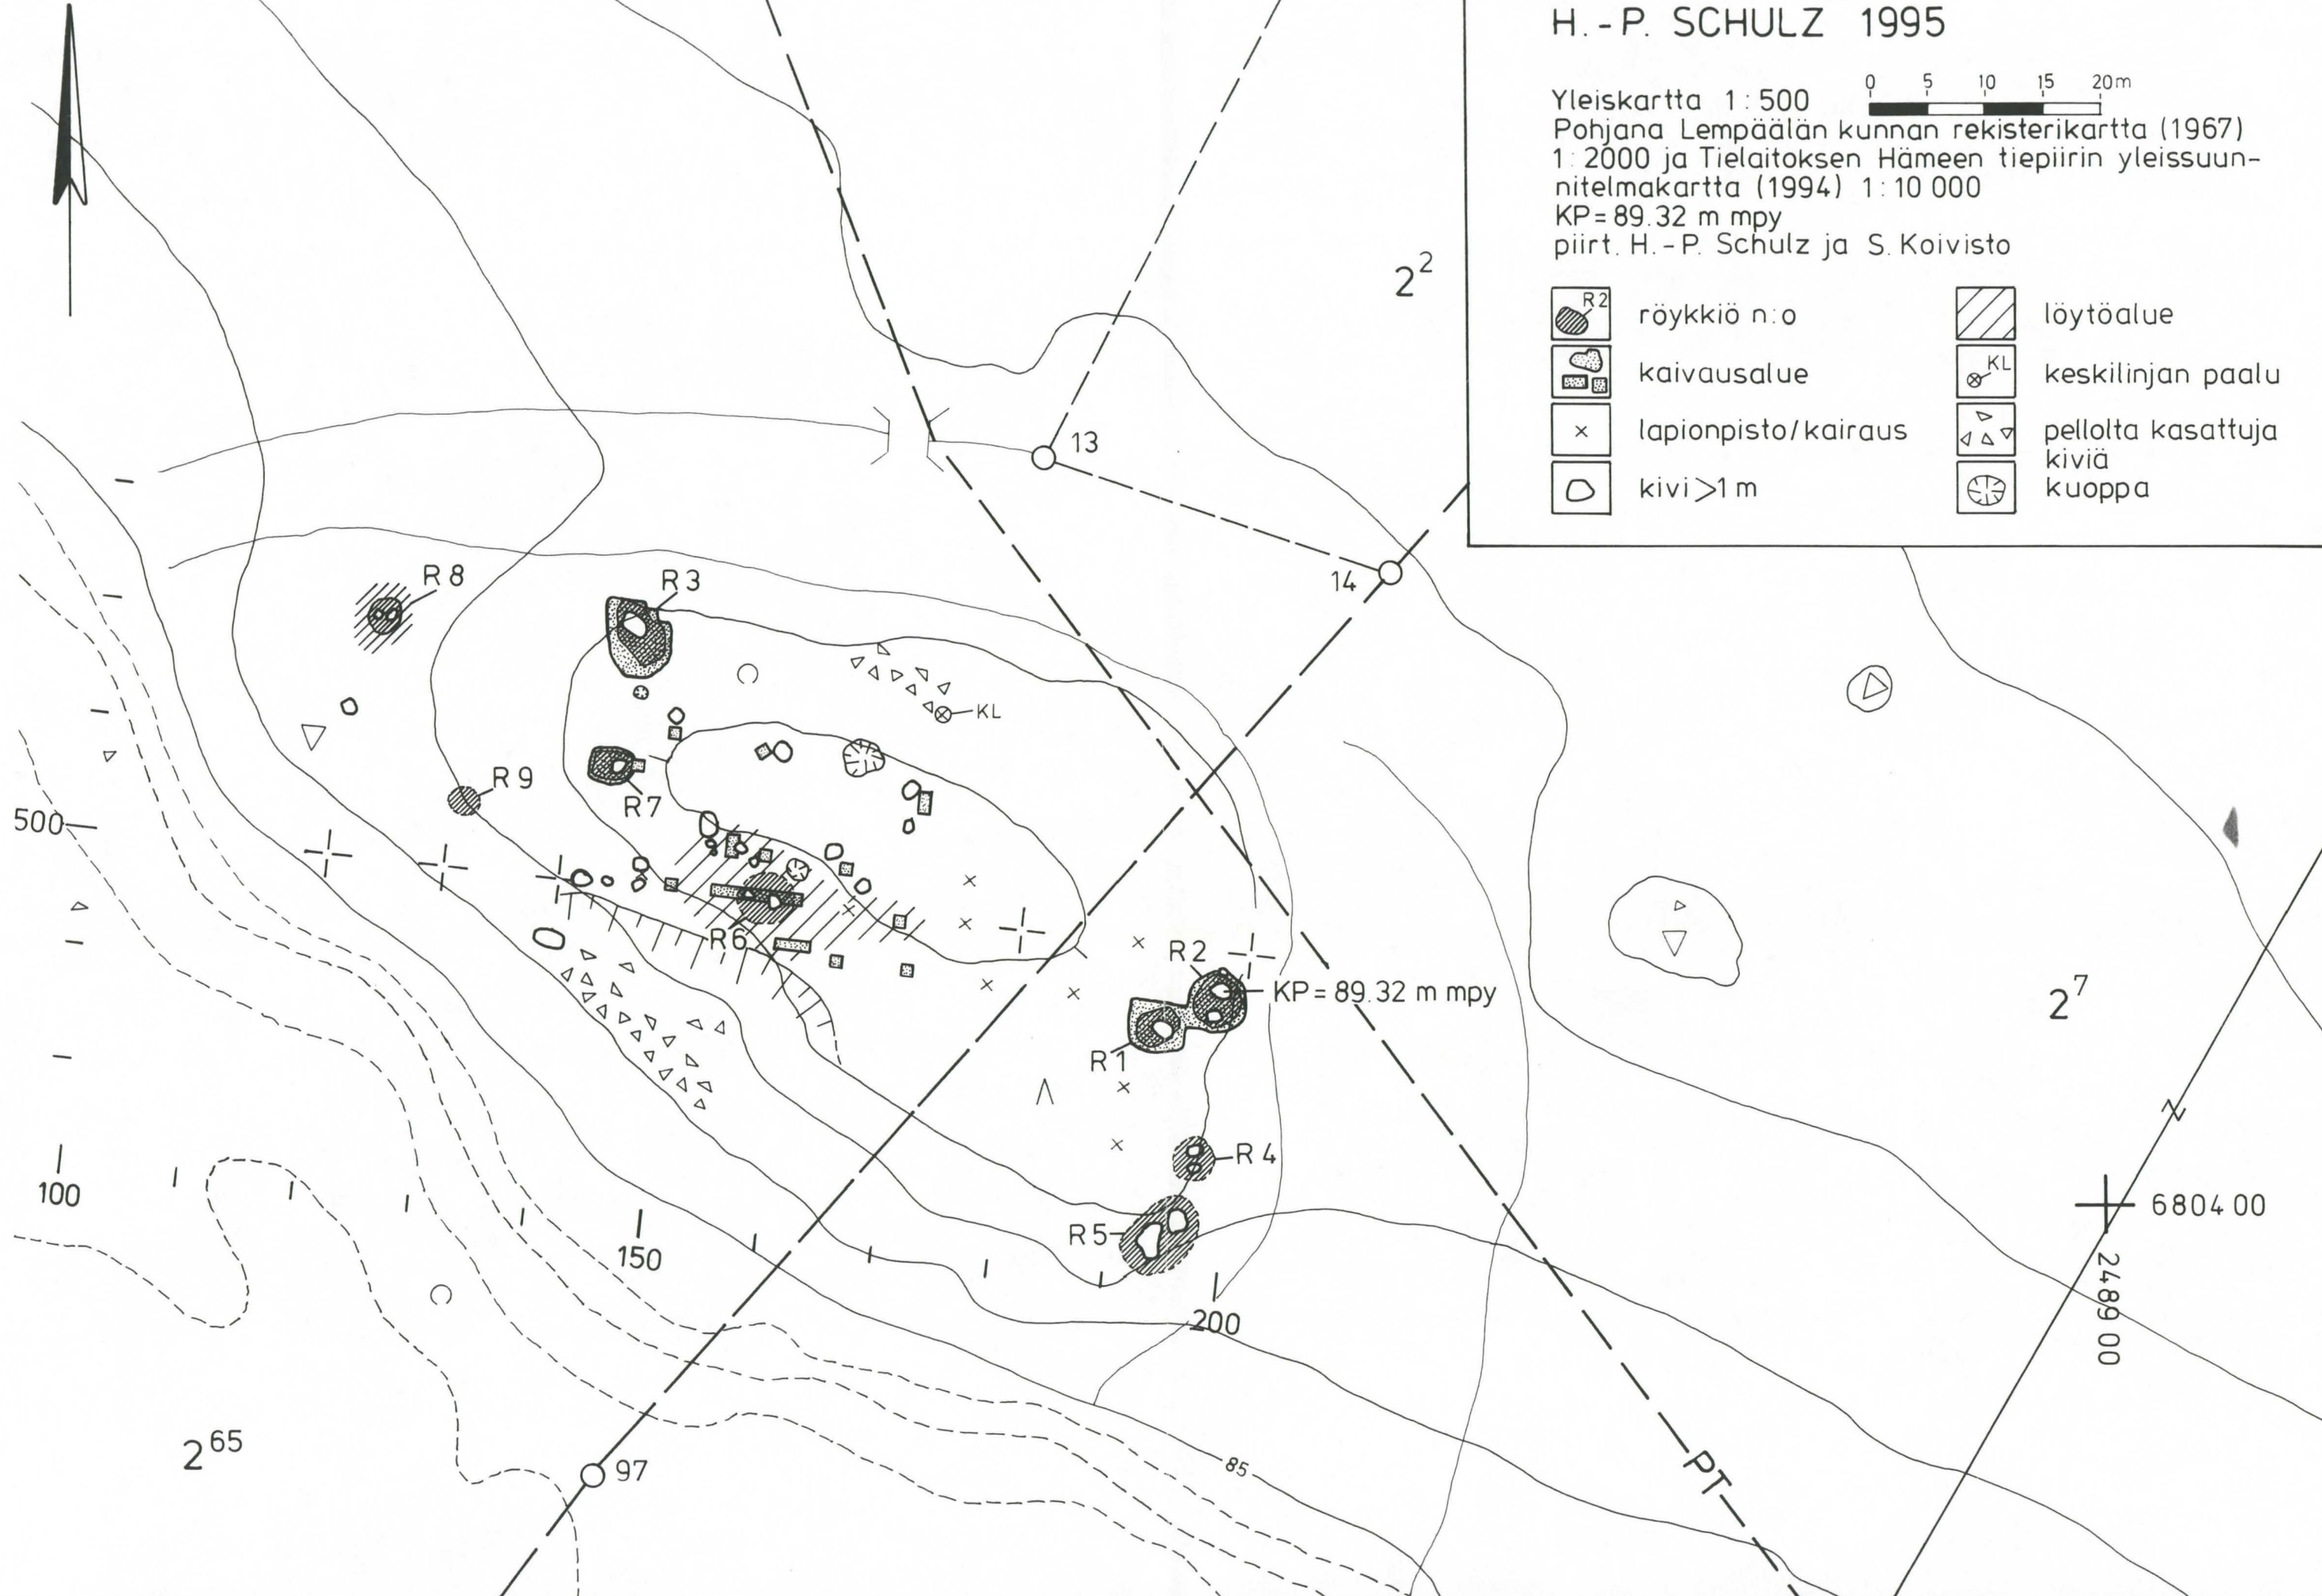 H.-P. SCHULZ 1995
0 5 10 15 20m
Yleiskartta 1:500
Pohjana Lempäälän kunnan rekisterikartta (1967)
1:2000 ja Tielaitoksen Hämeen tiepiirin yleissuun-
nitelmakartta (1994) 1:10 000
KP=89.32 m mpy
piirt. H.-P. Schulz ja S. Koivisto
R2
röykkiö n:o
löytöalue
kaivausalue
KL
keskilinjan paalu
lapionpisto/kairaus
pellolta kasattuja
kiviä
kivi >1 m
kuoppa
2²
13
14
R8
R3
KL
R9
R7
500
R6
R2
KP=89.32 m mpy
R1
2⁷
N
R4
100
6804 00
R5
150
2489 00
200
2⁶⁵
97
85
PT